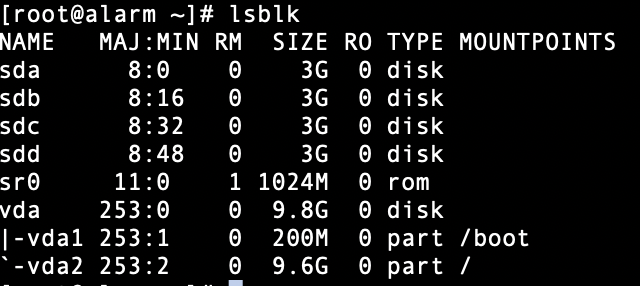 [root@alarm ~]# lsblk
NAME   MAJ:MIN RM  SIZE RO TYPE MOUNTPOINTS
sda      8:0    0    3G  0 disk
sdb      8:16   0    3G  0 disk
sdc      8:32   0    3G  0 disk
sdd      8:48   0    3G  0 disk
sr0     11:0    1 1024M  0 rom
vda    253:0    0  9.8G  0 disk
|-vda1 253:1    0  200M  0 part /boot
`-vda2 253:2    0  9.6G  0 part /